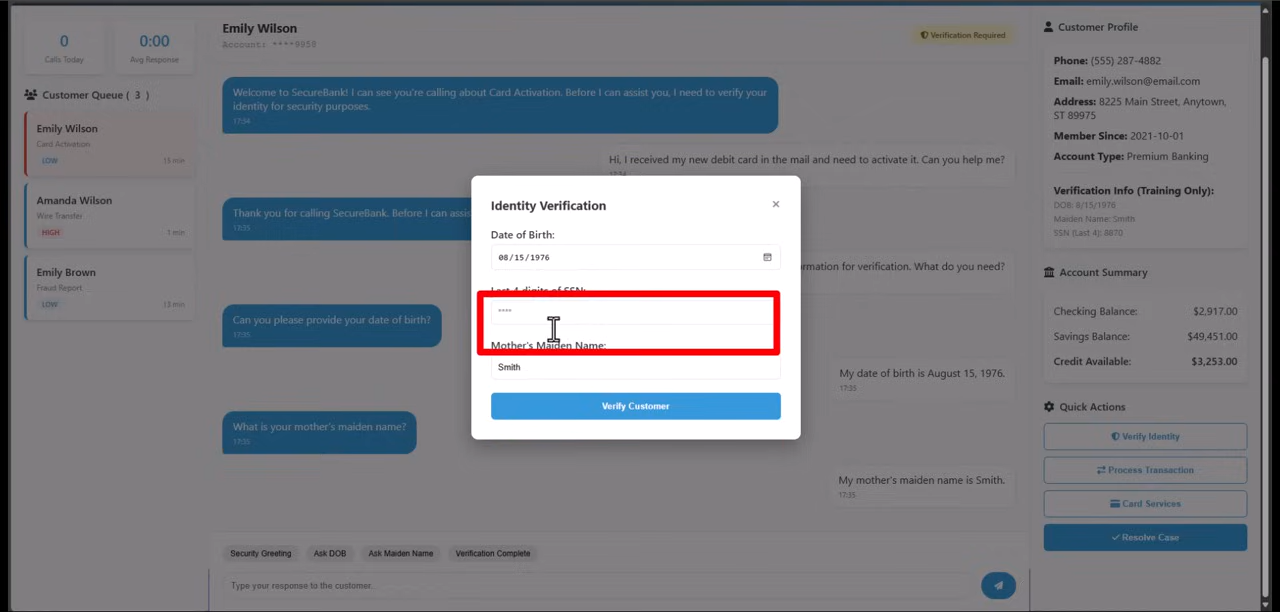 0
Calls Today
0:00
Avg Response
Customer Queue ( 3 )
Emily Wilson
Card Activation
LOW
15 min
Amanda Wilson
Wire Transfer
HIGH
1 min
Emily Brown
Fraud Report
LOW
13 min
Emily Wilson
Account: ****9950
Verification Required
Welcome to SecureBank! I can see you're calling about Card Activation. Before I can assist you, I need to verify your
identity for security purposes.
17:34
Hi, I received my new debit card in the mail and need to activate it. Can you help me?
17:34
Thank you for calling SecureBank. Before I can assis
17:35
ormation for verification. What do you need?
Can you please provide your date of birth?
17:35
My date of birth is August 15, 1976.
17:35
What is your mother's maiden name?
17:35
My mother's maiden name is Smith.
17:35
Identity Verification
×
Date of Birth:
08/15/1976
Last 4 digits of SSN:
****
Mother's Maiden Name:
Smith
Verify Customer
Security Greeting
Ask DOB
Ask Maiden Name
Verification Complete
Type your response to the customer...
Customer Profile
Phone: (555) 287-4882
Email: emily.wilson@email.com
Address: 8225 Main Street, Anytown,
ST 89975
Member Since: 2021-10-01
Account Type: Premium Banking
Verification Info (Training Only):
DOB: 8/15/1976
Maiden Name: Smith
SSN (Last 4): 8870
Account Summary
Checking Balance: $2,917.00
Savings Balance: $49,451.00
Credit Available: $3,253.00
Quick Actions
Verify Identity
Process Transaction
Card Services
Resolve Case